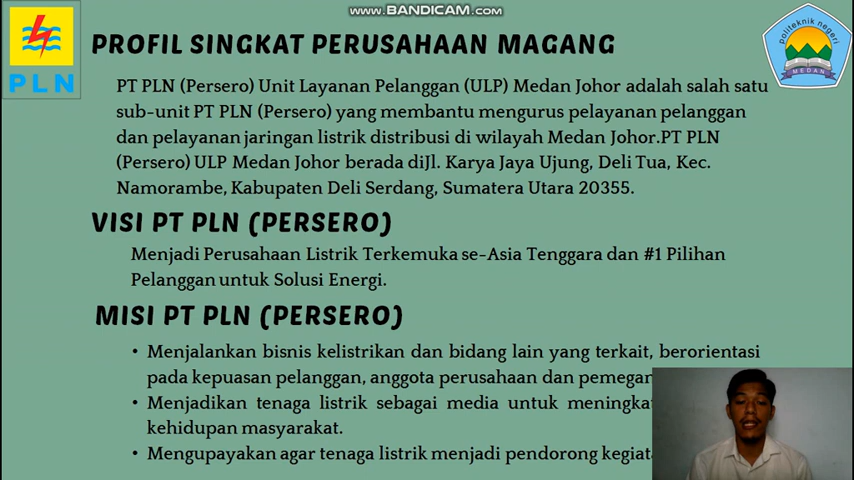 www.BANDICAM.com
PLN
politeknik negeri
MEDAN
PROFIL SINGKAT PERUSAHAAN MAGANG
PT PLN (Persero) Unit Layanan Pelanggan (ULP) Medan Johor adalah salah satu
sub-unit PT PLN (Persero) yang membantu mengurus pelayanan pelanggan
dan pelayanan jaringan listrik distribusi di wilayah Medan Johor.PT PLN
(Persero) ULP Medan Johor berada diJl. Karya Jaya Ujung, Deli Tua, Kec.
Namorambe, Kabupaten Deli Serdang, Sumatera Utara 20355.
VISI PT PLN (PERSERO)
Menjadi Perusahaan Listrik Terkemuka se-Asia Tenggara dan #1 Pilihan
Pelanggan untuk Solusi Energi.
MISI PT PLN (PERSERO)
• Menjalankan bisnis kelistrikan dan bidang lain yang terkait, berorientasi
pada kepuasan pelanggan, anggota perusahaan dan
• Menjadikan tenaga listrik sebagai media untuk
kehidupan masyarakat.
• Mengupayakan agar tenaga listrik menjadi pendorong